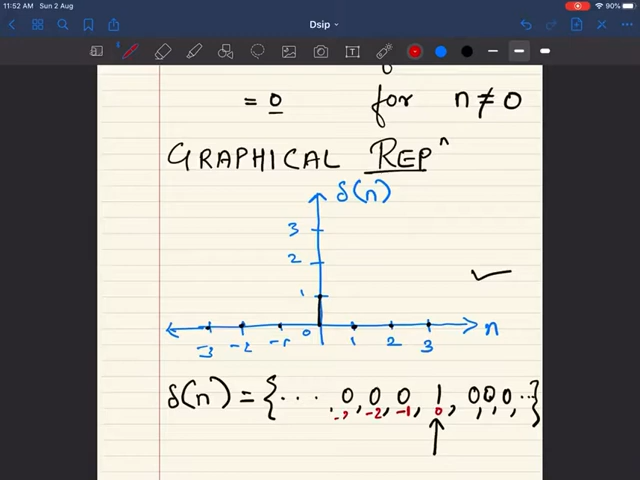 11:52 AM Sun 2 Aug
90%
Dsip
= 0 for n ≠ 0
GRAPHICAL REPⁿ
δ(n)
3
2
1
0
-3 -2 -1 1 2 3 n
δ(n) = {. . . . 0, 0, 0, 1, 0, 0, 0, ...}
-2 -1 0